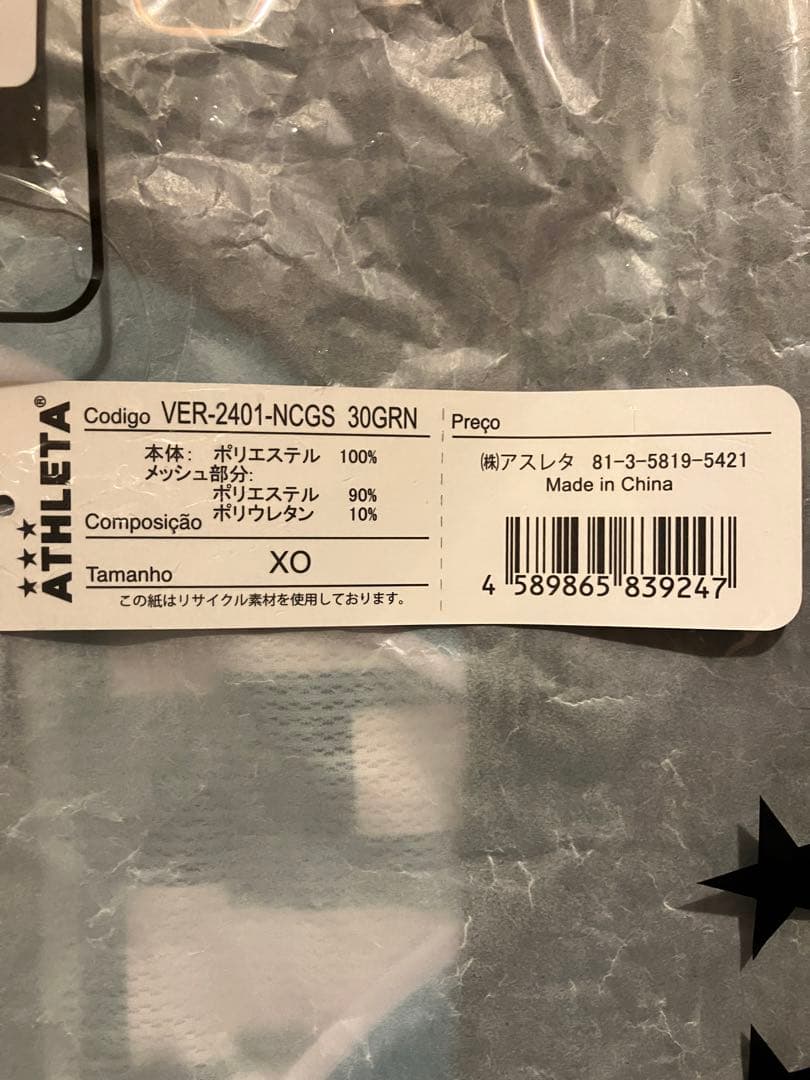 ATHLETA®
Codigo VER-2401-NCGS 30GRN
本体: ポリエステル 100%
メッシュ部分:
ポリエステル 90%
Composição ポリウレタン 10%
Tamanho XO
この紙はリサイクル素材を使用しております。
Preço
㈱アスレタ 81-3-5819-5421
Made in China
4 589865 839247